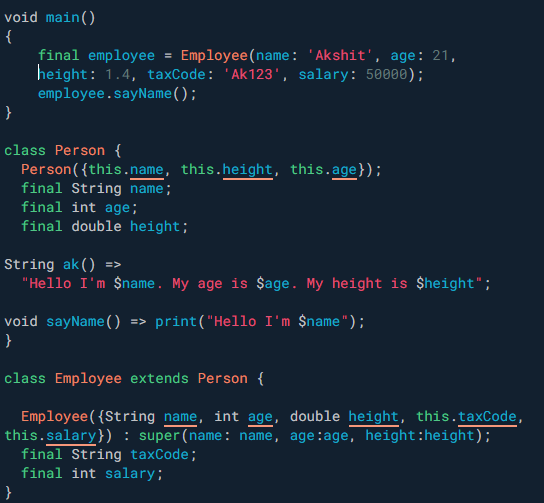 void main()
{
    final employee = Employee(name: 'Akshit', age: 21,
    height: 1.4, taxCode: 'Ak123', salary: 50000);
    employee.sayName();
}

class Person {
  Person({this.name, this.height, this.age});
  final String name;
  final int age;
  final double height;

String ak() =>
  "Hello I'm $name. My age is $age. My height is $height";

void sayName() => print("Hello I'm $name");
}

class Employee extends Person {

  Employee({String name, int age, double height, this.taxCode,
this.salary}) : super(name: name, age:age, height:height);
  final String taxCode;
  final int salary;
}